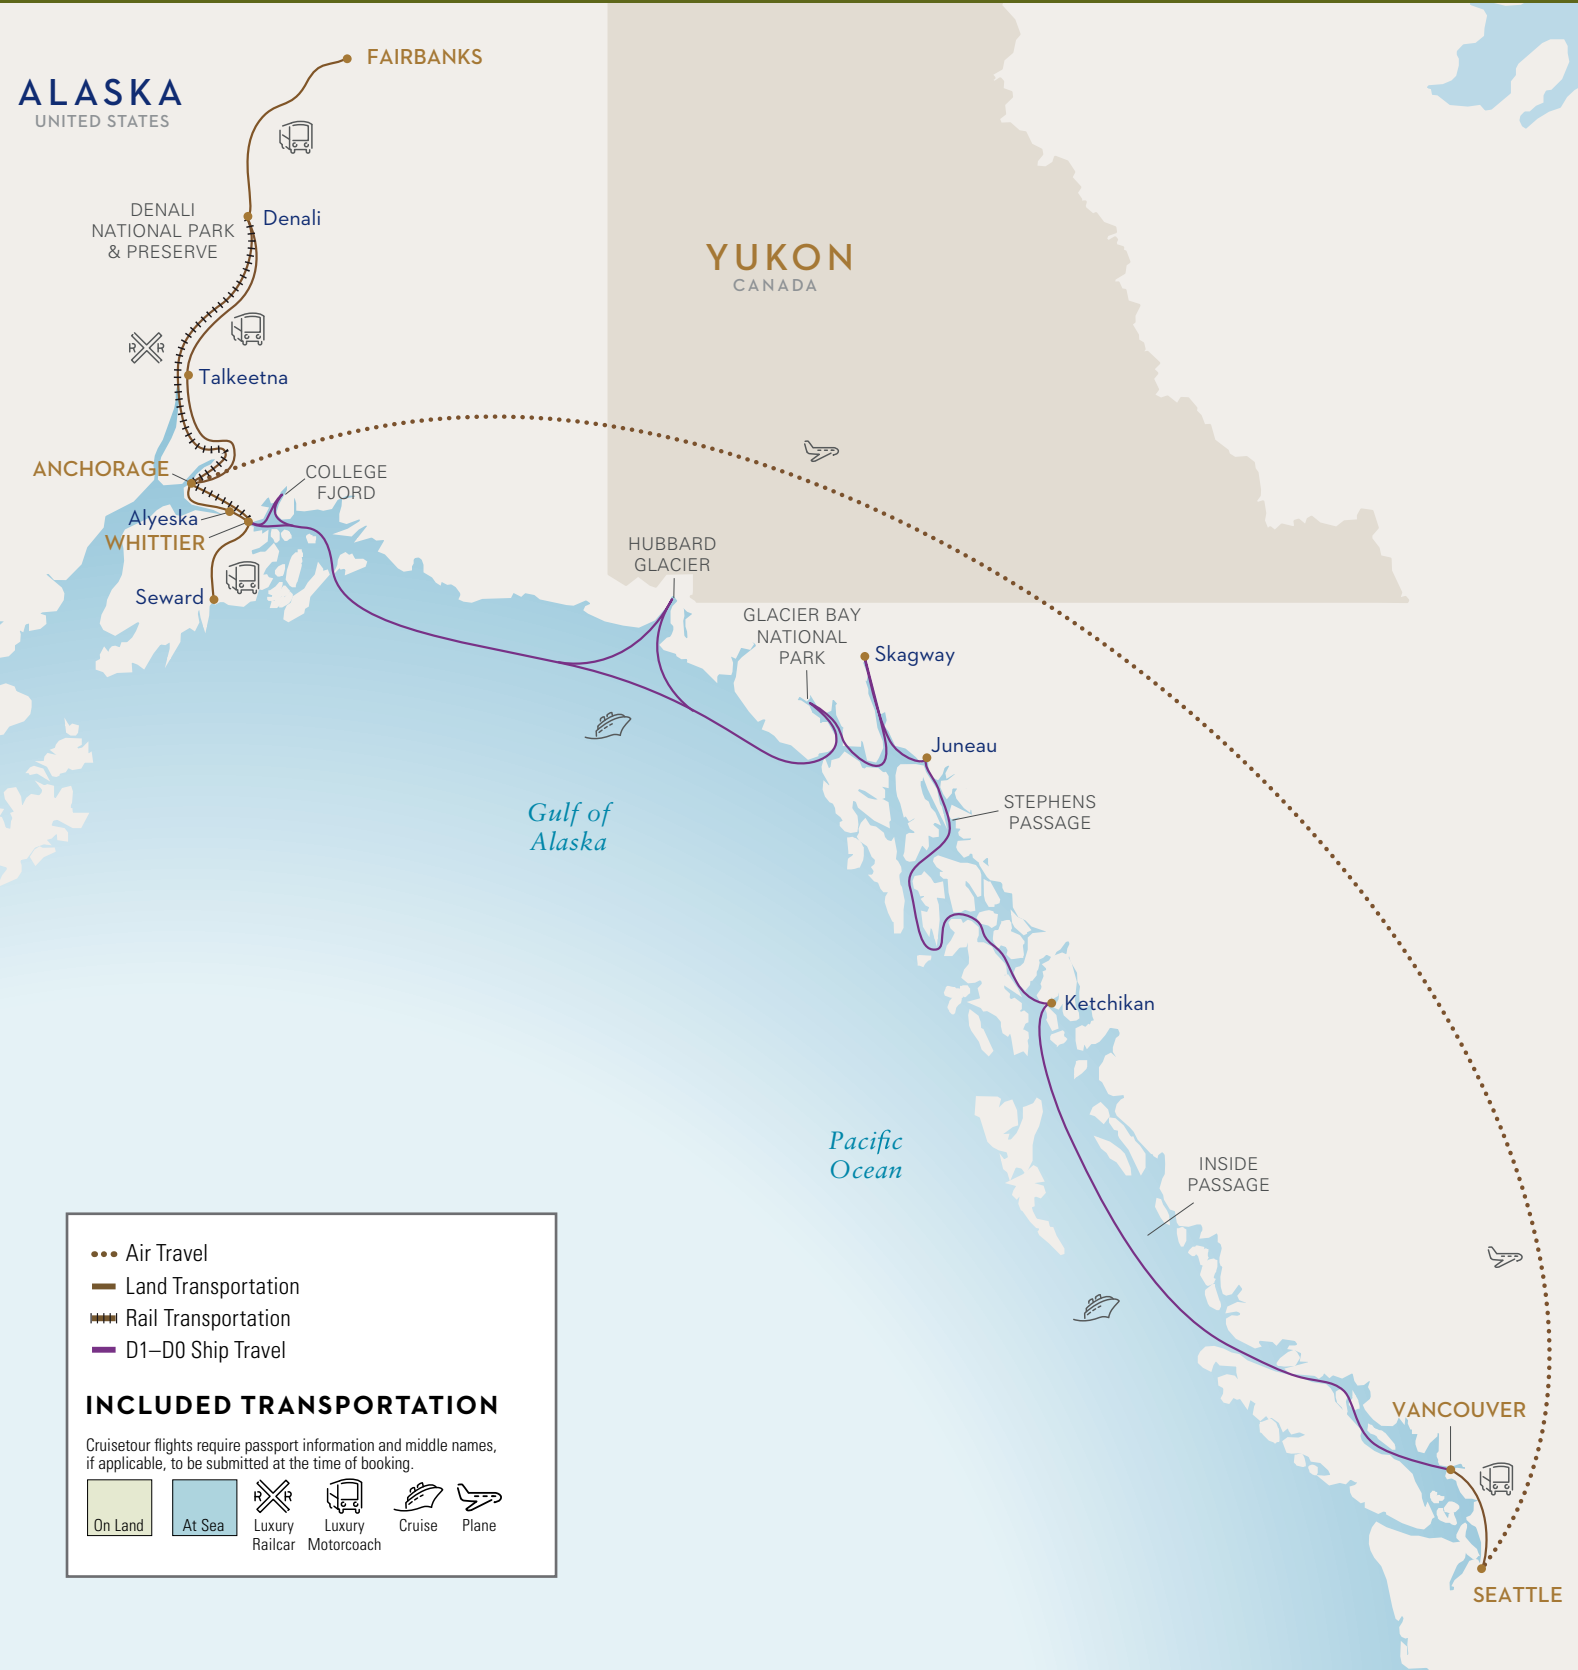 FAIRBANKS
ALASKA
UNITED STATES
DENALI
NATIONAL PARK
& PRESERVE
Denali
YUKON
CANADA
R R
Talkeetna
ANCHORAGE
COLLEGE
FJORD
Alyeska
WHITTIER
HUBBARD
GLACIER
Seward
GLACIER BAY
NATIONAL
PARK
Skagway
Juneau
Gulf of
Alaska
STEPHENS
PASSAGE
Ketchikan
Pacific
Ocean
INSIDE
PASSAGE
Air Travel
Land Transportation
Rail Transportation
D1–D0 Ship Travel
INCLUDED TRANSPORTATION
Cruisetour flights require passport information and middle names,
if applicable, to be submitted at the time of booking.
On Land
At Sea
R R
Luxury
Railcar
Luxury
Motorcoach
Cruise
Plane
VANCOUVER
SEATTLE